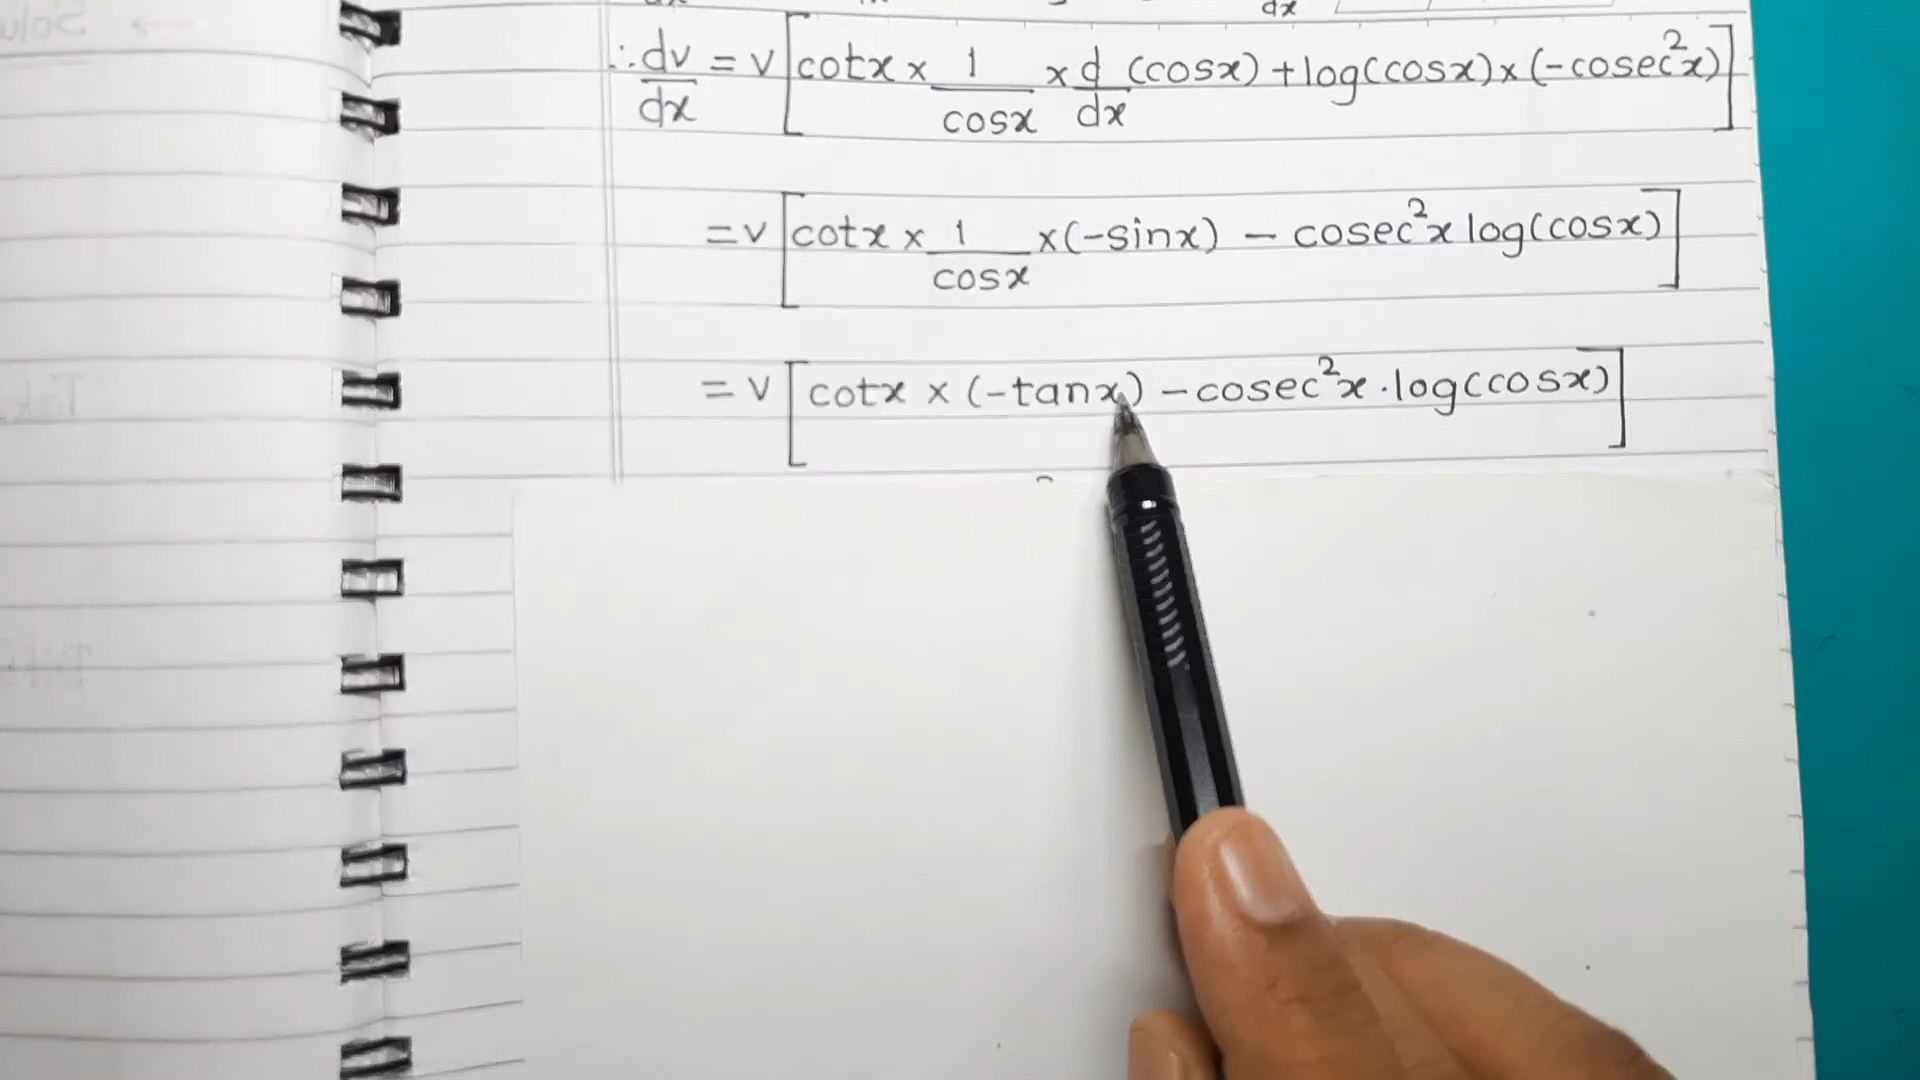 dx
∴ dv/dx = v [cotx × 1/cosx × d/dx (cosx) + log(cosx) × (-cosec²x)]
= v [cotx × 1/cosx × (-sinx) - cosec²x log(cosx)]
= v [cotx × (-tanx) - cosec²x · log(cosx)]